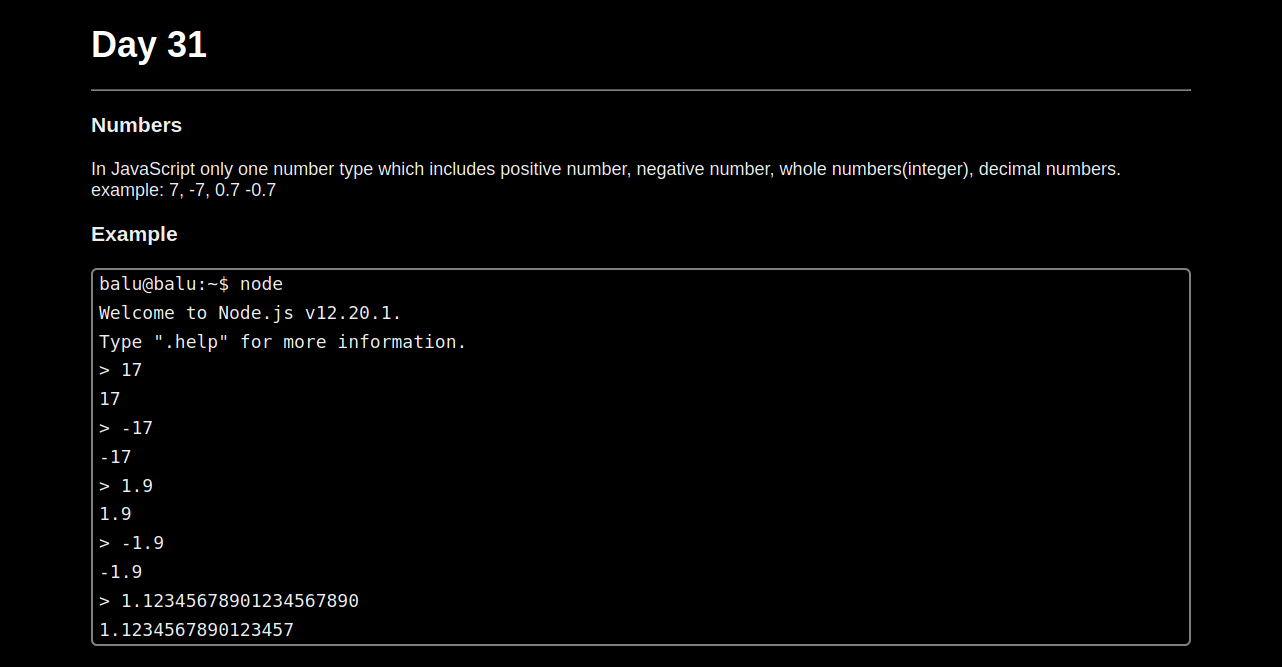 Day 31
Numbers
In JavaScript only one number type which includes positive number, negative number, whole numbers(integer), decimal numbers.
example: 7, -7, 0.7 -0.7
Example
balu@balu:~$ node
Welcome to Node.js v12.20.1.
Type ".help" for more information.
> 17
17
> -17
-17
> 1.9
1.9
> -1.9
-1.9
> 1.12345678901234567890
1.1234567890123457